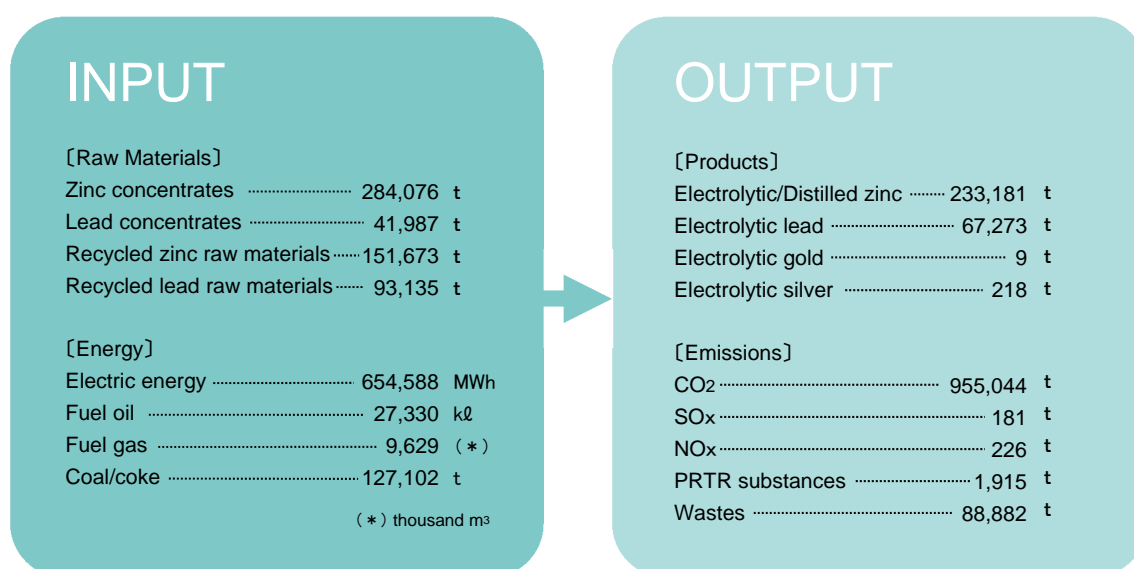 INPUT
〔Raw Materials〕
Zinc concentrates 284,076 t
Lead concentrates 41,987 t
Recycled zinc raw materials 151,673 t
Recycled lead raw materials 93,135 t
〔Energy〕
Electric energy 654,588 MWh
Fuel oil 27,330 kℓ
Fuel gas 9,629 (＊)
Coal/coke 127,102 t
(＊) thousand m3
OUTPUT
〔Products〕
Electrolytic/Distilled zinc 233,181 t
Electrolytic lead 67,273 t
Electrolytic gold 9 t
Electrolytic silver 218 t
〔Emissions〕
CO2 955,044 t
SOx 181 t
NOx 226 t
PRTR substances 1,915 t
Wastes 88,882 t